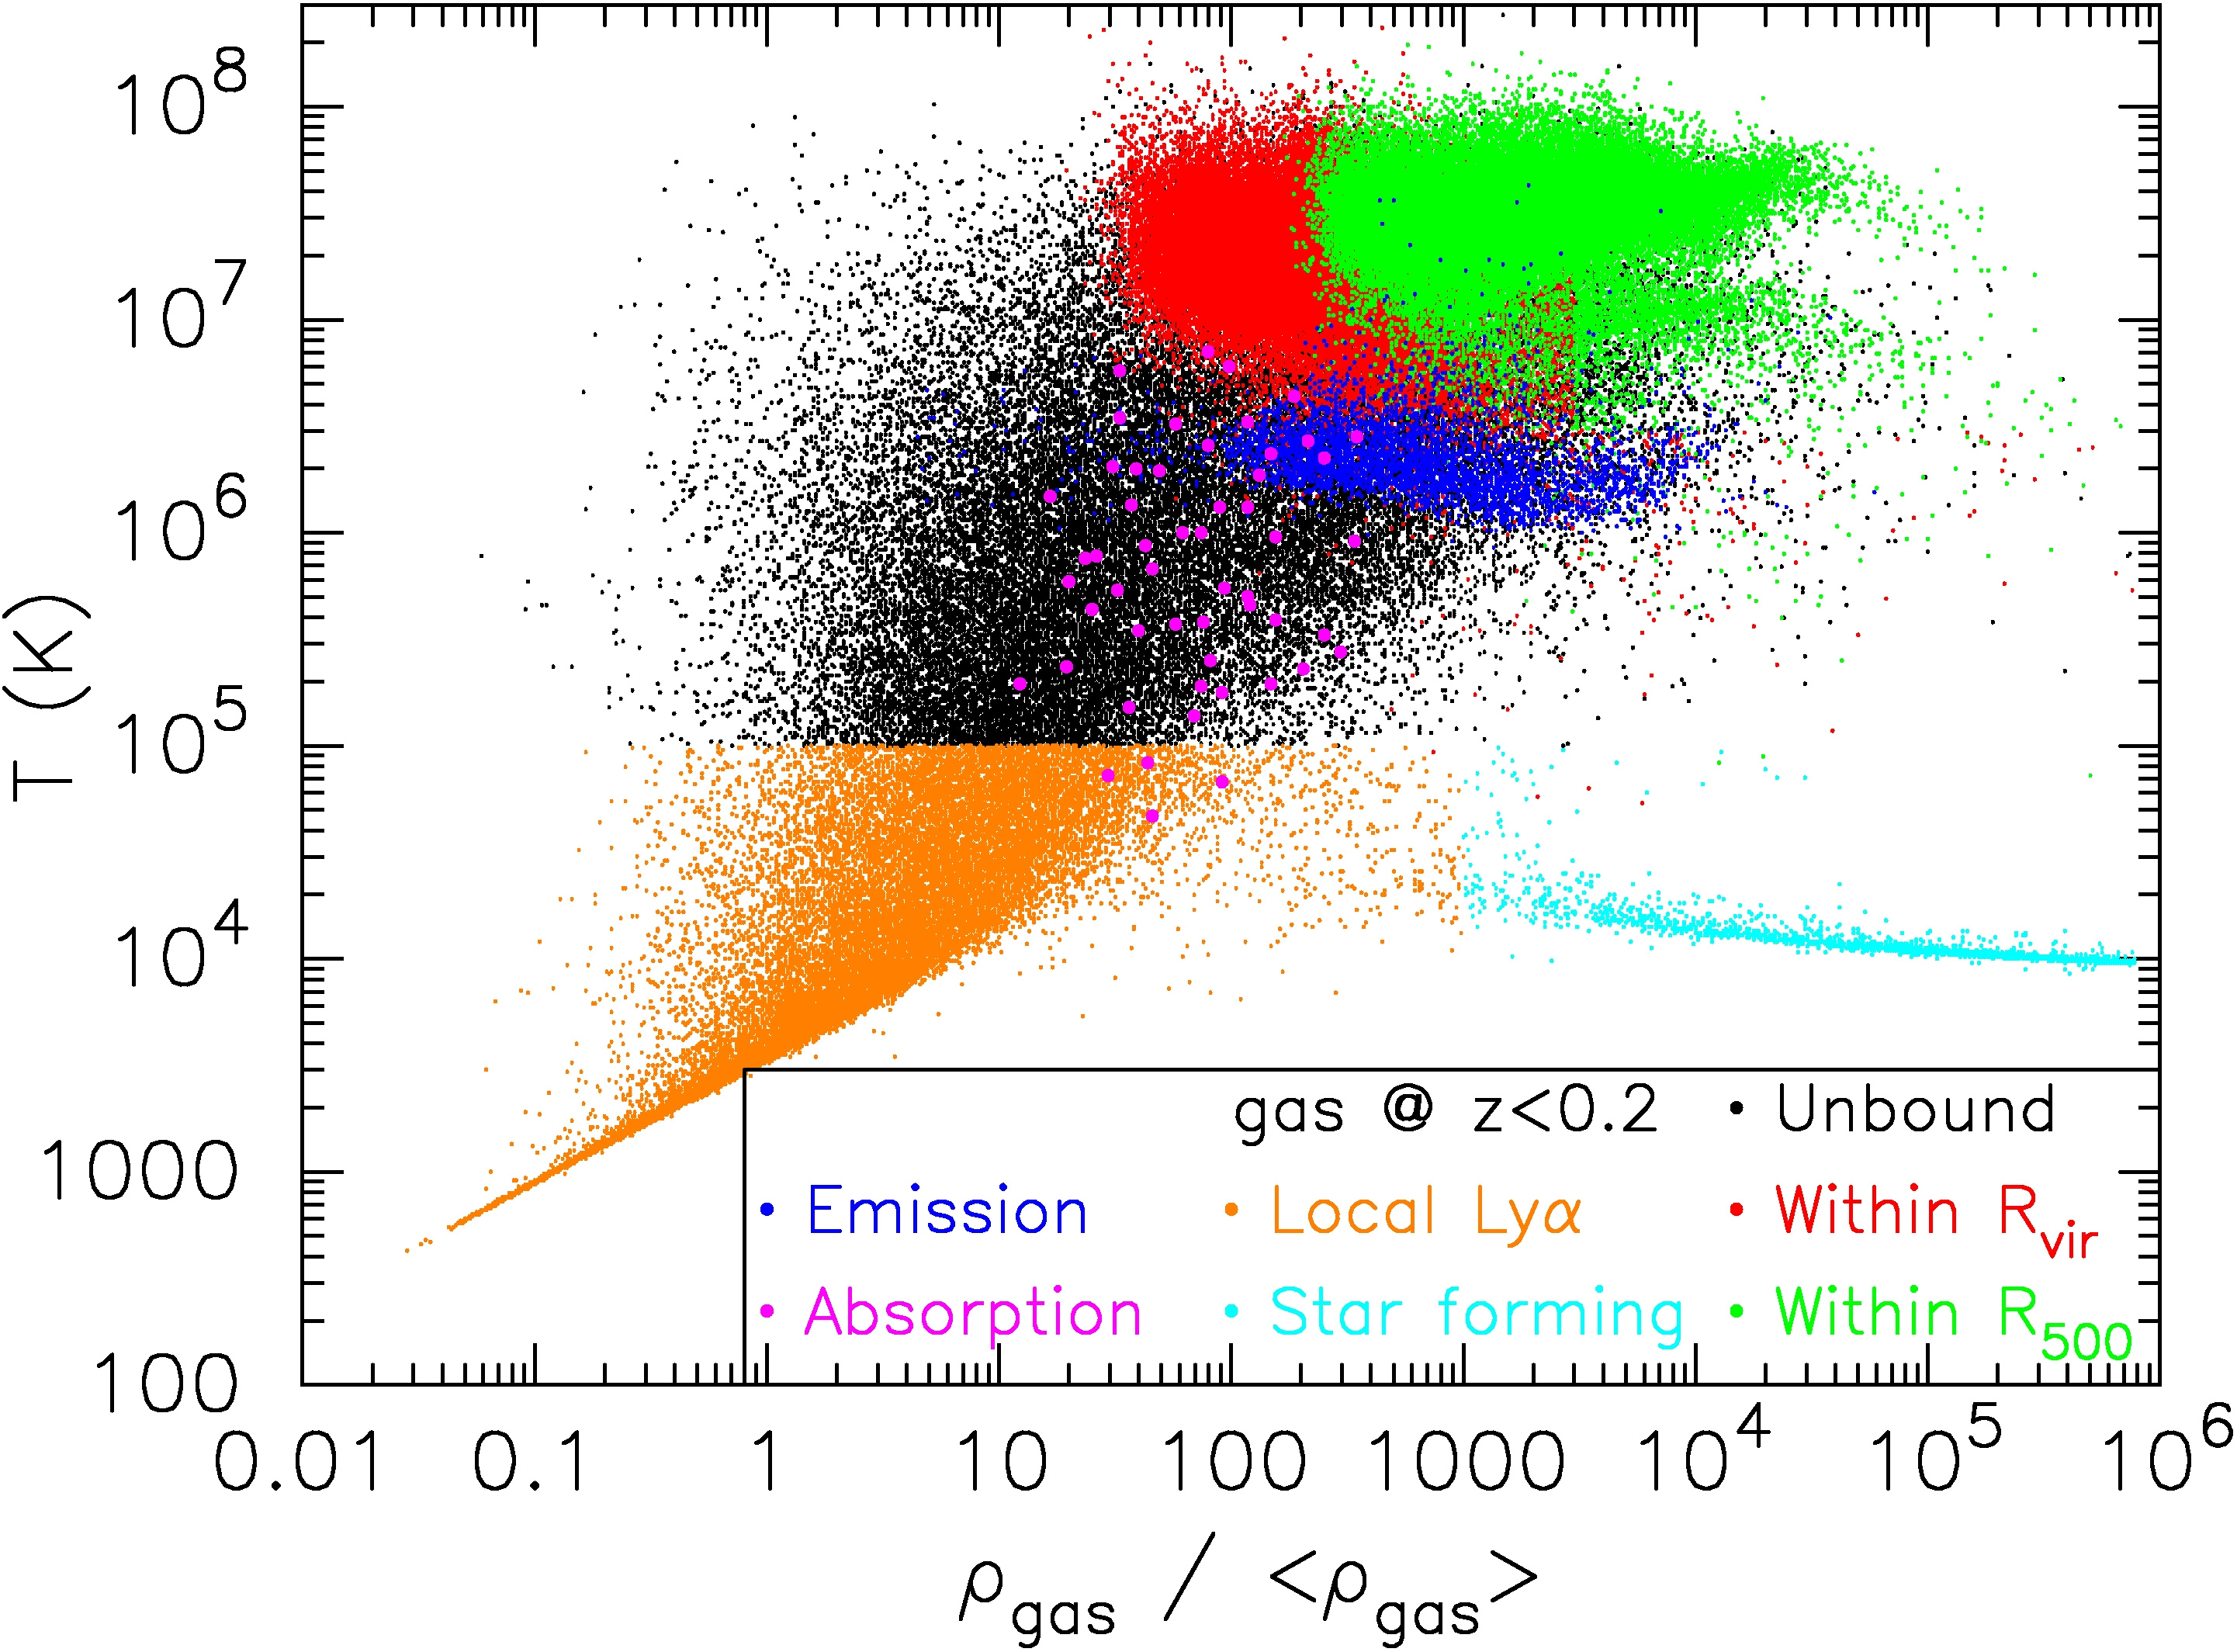 10^8
10^7
10^6
T (K)
10^5
10^4
1000
100
gas @ z<0.2 • Unbound
• Emission • Local Lyα • Within R_vir
• Absorption • Star forming • Within R_500
0.01 0.1 1 10 100 1000 10^4 10^5 10^6
ρ_gas / <ρ_gas>